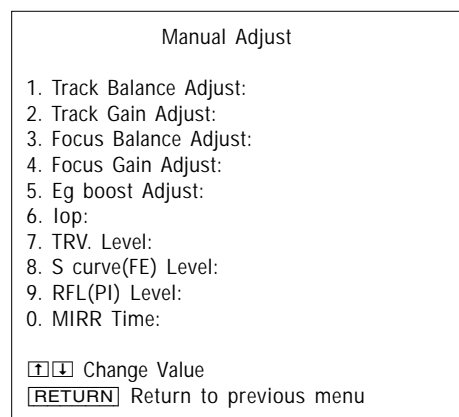 Manual Adjust
1. Track Balance Adjust:
2. Track Gain Adjust:
3. Focus Balance Adjust:
4. Focus Gain Adjust:
5. Eg boost Adjust:
6. Iop:
7. TRV. Level:
8. S curve(FE) Level:
9. RFL(PI) Level:
0. MIRR Time:
↑↓ Change Value
RETURN Return to previous menu